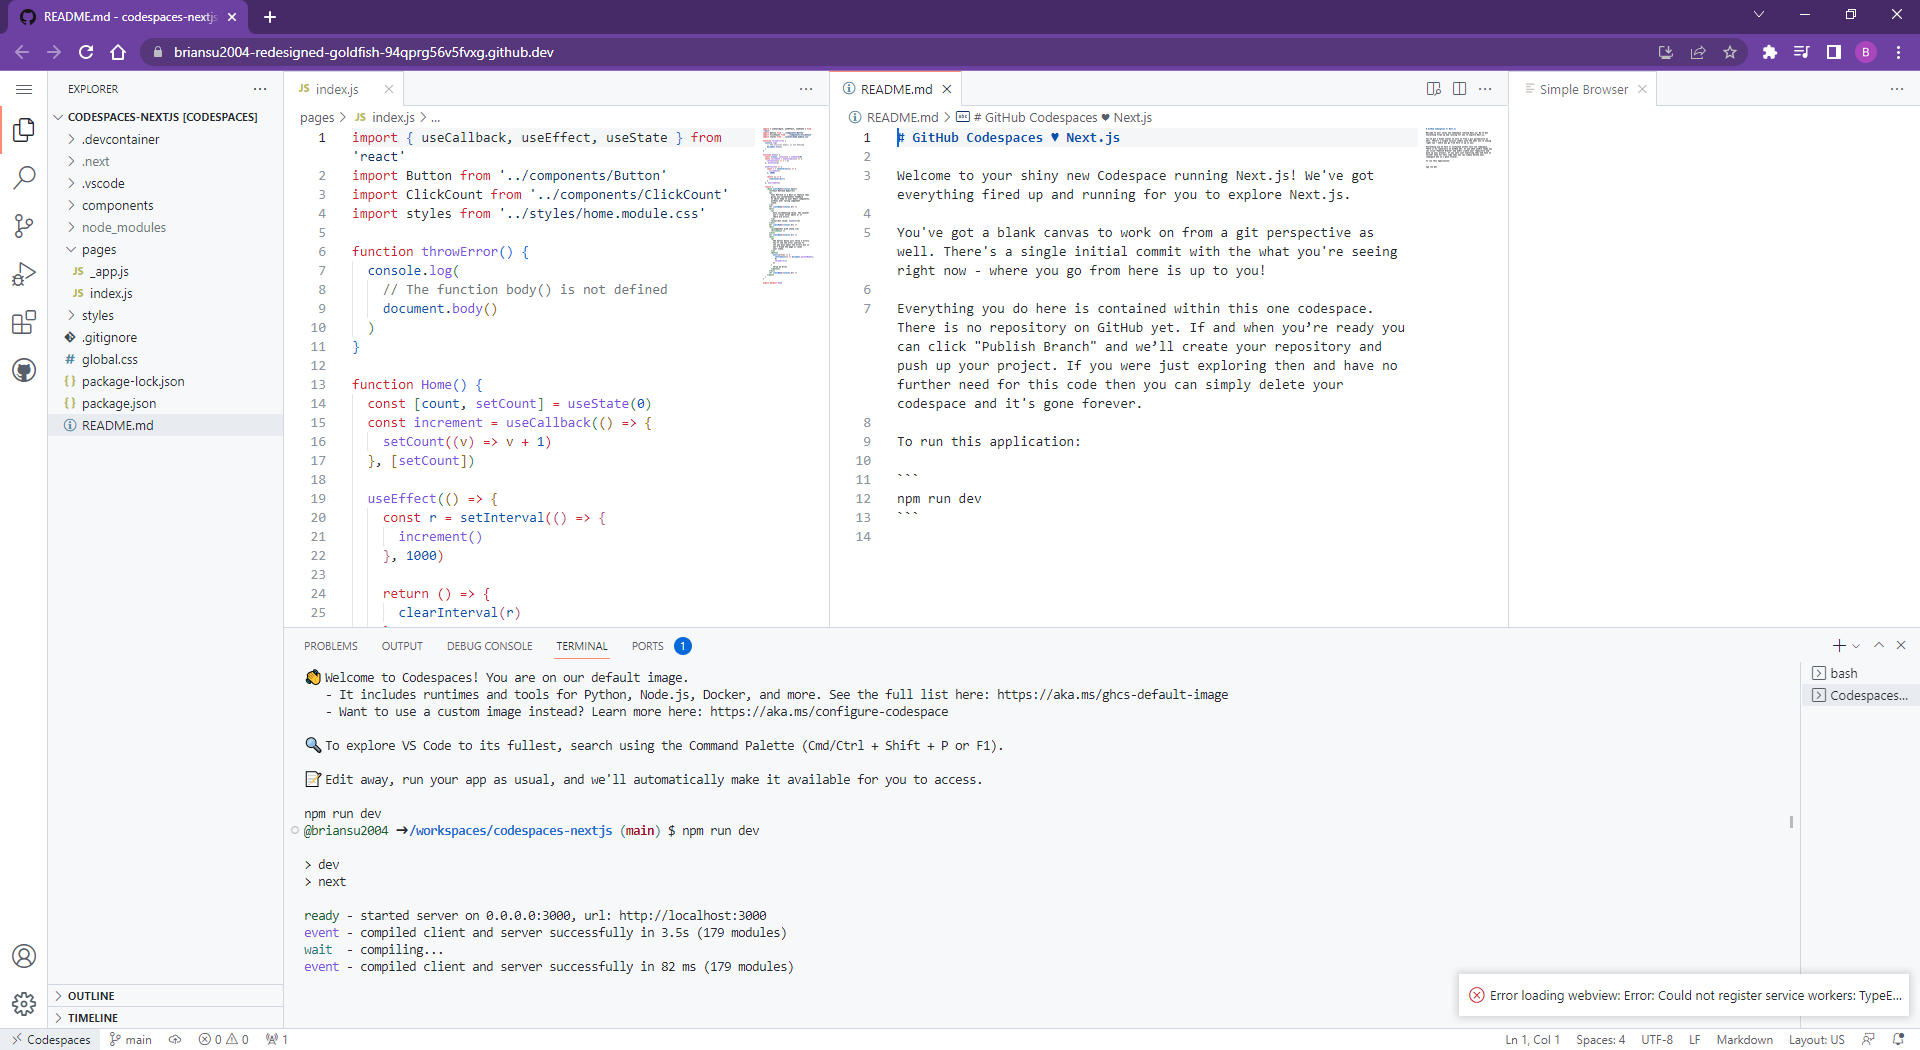 README.md - codespaces-nextjs
briansu2004-redesigned-goldfish-94qprg56v5fvxg.github.dev
B
EXPLORER
CODESPACES-NEXTJS [CODESPACES]
.devcontainer
.next
.vscode
components
node_modules
pages
JS _app.js
JS index.js
styles
.gitignore
# global.css
{} package-lock.json
{} package.json
README.md
OUTLINE
TIMELINE
JS index.js
pages > JS index.js > ...
1 import { useCallback, useEffect, useState } from
'react'
2 import Button from '../components/Button'
3 import ClickCount from '../components/ClickCount'
4 import styles from '../styles/home.module.css'
5
6 function throwError() {
7 console.log(
8 // The function body() is not defined
9 document.body()
10 )
11 }
12
13 function Home() {
14 const [count, setCount] = useState(0)
15 const increment = useCallback(() => {
16 setCount((v) => v + 1)
17 }, [setCount])
18
19 useEffect(() => {
20 const r = setInterval(() => {
21 increment()
22 }, 1000)
23
24 return () => {
25 clearInterval(r)
README.md
README.md > # GitHub Codespaces ♥ Next.js
1 # GitHub Codespaces ♥ Next.js
2
3 Welcome to your shiny new Codespace running Next.js! We've got
everything fired up and running for you to explore Next.js.
4
5 You've got a blank canvas to work on from a git perspective as
well. There's a single initial commit with the what you're seeing
right now - where you go from here is up to you!
6
7 Everything you do here is contained within this one codespace.
There is no repository on GitHub yet. If and when you’re ready you
can click "Publish Branch" and we’ll create your repository and
push up your project. If you were just exploring then and have no
further need for this code then you can simply delete your
codespace and it's gone forever.
8
9 To run this application:
10
11 ```
12 npm run dev
13 ```
14
Simple Browser
PROBLEMS OUTPUT DEBUG CONSOLE TERMINAL PORTS 1
👋 Welcome to Codespaces! You are on our default image.
- It includes runtimes and tools for Python, Node.js, Docker, and more. See the full list here: https://aka.ms/ghcs-default-image
- Want to use a custom image instead? Learn more here: https://aka.ms/configure-codespace
🔍 To explore VS Code to its fullest, search using the Command Palette (Cmd/Ctrl + Shift + P or F1).
📝 Edit away, run your app as usual, and we'll automatically make it available for you to access.
npm run dev
@briansu2004 ➜/workspaces/codespaces-nextjs (main) $ npm run dev
> dev
> next
ready - started server on 0.0.0.0:3000, url: http://localhost:3000
event - compiled client and server successfully in 3.5s (179 modules)
wait  - compiling...
event - compiled client and server successfully in 82 ms (179 modules)
bash
Codespaces...
Error loading webview: Error: Could not register service workers: TypeE...
Codespaces main 0 0 1
Ln 1, Col 1 Spaces: 4 UTF-8 LF Markdown Layout: US